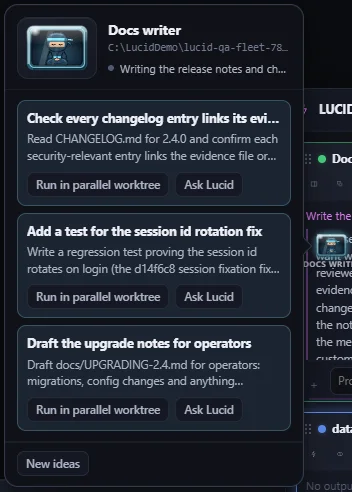 Docs writer
C:\LucidDemo\lucid-qa-fleet-78…
Writing the release notes and ch...
Check every changelog entry links its evi...
Read CHANGELOG.md for 2.4.0 and confirm each
security-relevant entry links the evidence file or...
Run in parallel worktree
Ask Lucid
Add a test for the session id rotation fix
Write a regression test proving the session id
rotates on login (the d14f6c8 session fixation fix...
Run in parallel worktree
Ask Lucid
Draft the upgrade notes for operators
Draft docs/UPGRADING-2.4.md for operators:
migrations, config changes and anything...
Run in parallel worktree
Ask Lucid
New ideas
LUCID
Doc
Write the
DOCS WRIT
reviewe
evidenc
change
the not
the me
custom
Pro
data
No outpu